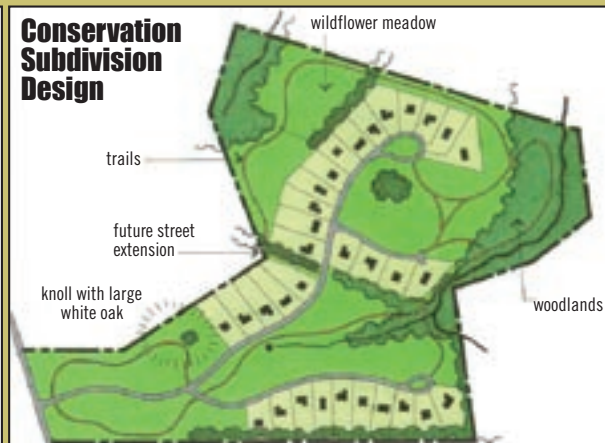 Conservation
Subdivision
Design
wildflower meadow
trails
future street
extension
knoll with large
white oak
woodlands